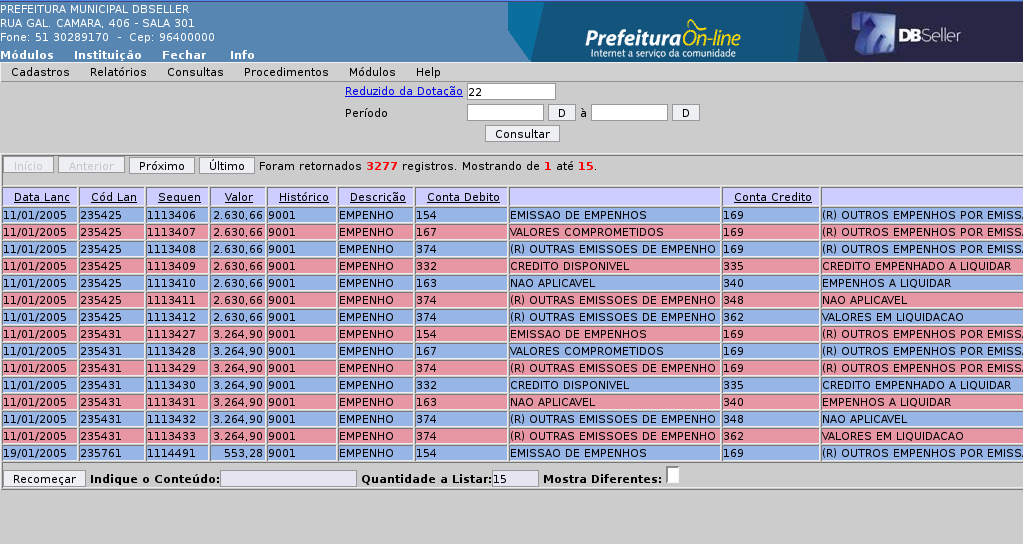 PREFEITURA MUNICIPAL DBSELLER
RUA GAL. CAMARA, 406 - SALA 301
Fone: 51 30289170 - Cep: 96400000
Prefeitura On-line
Internet a serviço da comunidade
DBSeller
Módulos Instituição Fechar Info
Cadastros Relatórios Consultas Procedimentos Módulos Help
Reduzido da Dotação 22
Período D à D
Consultar
Início Anterior Próximo Último Foram retornados 3277 registros. Mostrando de 1 até 15.
Data Lanc Cód Lan Sequen Valor Histórico Descrição Conta Debito Conta Credito
11/01/2005 235425 1113406 2.630,66 9001 EMPENHO 154 EMISSAO DE EMPENHOS 169 (R) OUTROS EMPENHOS POR EMISS
11/01/2005 235425 1113407 2.630,66 9001 EMPENHO 167 VALORES COMPROMETIDOS 169 (R) OUTROS EMPENHOS POR EMISS
11/01/2005 235425 1113408 2.630,66 9001 EMPENHO 374 (R) OUTRAS EMISSOES DE EMPENHO 169 (R) OUTROS EMPENHOS POR EMISS
11/01/2005 235425 1113409 2.630,66 9001 EMPENHO 332 CREDITO DISPONIVEL 335 CREDITO EMPENHADO A LIQUIDAR
11/01/2005 235425 1113410 2.630,66 9001 EMPENHO 163 NAO APLICAVEL 340 EMPENHOS A LIQUIDAR
11/01/2005 235425 1113411 2.630,66 9001 EMPENHO 374 (R) OUTRAS EMISSOES DE EMPENHO 348 NAO APLICAVEL
11/01/2005 235425 1113412 2.630,66 9001 EMPENHO 374 (R) OUTRAS EMISSOES DE EMPENHO 362 VALORES EM LIQUIDACAO
11/01/2005 235431 1113427 3.264,90 9001 EMPENHO 154 EMISSAO DE EMPENHOS 169 (R) OUTROS EMPENHOS POR EMISS
11/01/2005 235431 1113428 3.264,90 9001 EMPENHO 167 VALORES COMPROMETIDOS 169 (R) OUTROS EMPENHOS POR EMISS
11/01/2005 235431 1113429 3.264,90 9001 EMPENHO 374 (R) OUTRAS EMISSOES DE EMPENHO 169 (R) OUTROS EMPENHOS POR EMISS
11/01/2005 235431 1113430 3.264,90 9001 EMPENHO 332 CREDITO DISPONIVEL 335 CREDITO EMPENHADO A LIQUIDAR
11/01/2005 235431 1113431 3.264,90 9001 EMPENHO 163 NAO APLICAVEL 340 EMPENHOS A LIQUIDAR
11/01/2005 235431 1113432 3.264,90 9001 EMPENHO 374 (R) OUTRAS EMISSOES DE EMPENHO 348 NAO APLICAVEL
11/01/2005 235431 1113433 3.264,90 9001 EMPENHO 374 (R) OUTRAS EMISSOES DE EMPENHO 362 VALORES EM LIQUIDACAO
19/01/2005 235761 1114491 553,28 9001 EMPENHO 154 EMISSAO DE EMPENHOS 169 (R) OUTROS EMPENHOS POR EMISS
Recomeçar Indique o Conteúdo: Quantidade a Listar: 15 Mostra Diferentes: